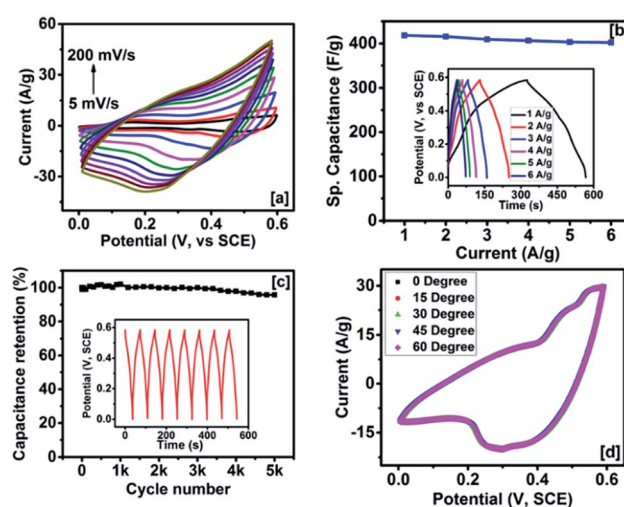 60
30
0
-30
200 mV/s
5 mV/s
[a]
0.0 0.2 0.4 0.6
Current (A/g)
Potential (V, vs SCE)
500
400
300
200
100
0
[b
Sp. Capacitance (F/g)
0.6
0.4
0.2
0.0
Potential (V, vs SCE)
1 A/g
2 A/g
3 A/g
4 A/g
5 A/g
6 A/g
0 150 300 450 600
Time (s)
1 2 3 4 5 6
Current (A/g)
120
100
80
60
40
20
0
[c]
Capacitance retention (%)
0.6
0.4
0.2
0.0
Potential (V, SCE)
0 200 400 600
Time (s)
0 1k 2k 3k 4k 5k
Cycle number
30
15
0
-15
Current (A/g)
0 Degree
15 Degree
30 Degree
45 Degree
60 Degree
[d]
0.0 0.2 0.4 0.6
Potential (V, SCE)